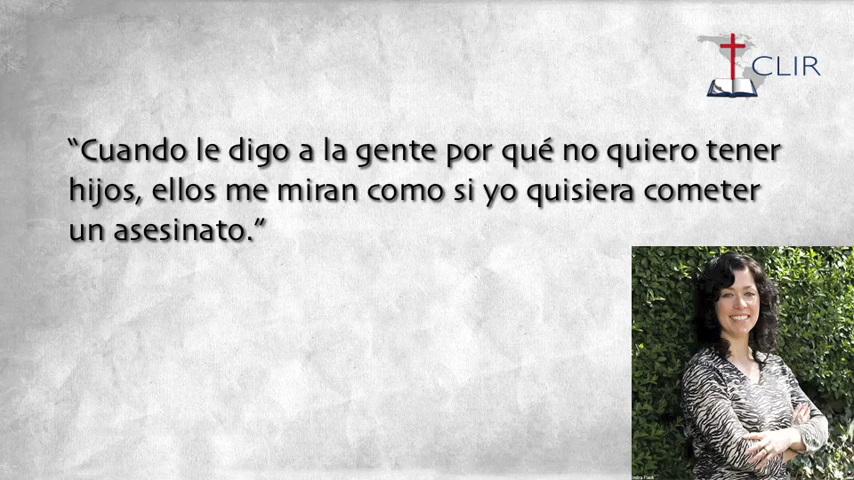 CLIR
“Cuando le digo a la gente por qué no quiero tener
hijos, ellos me miran como si yo quisiera cometer
un asesinato.”